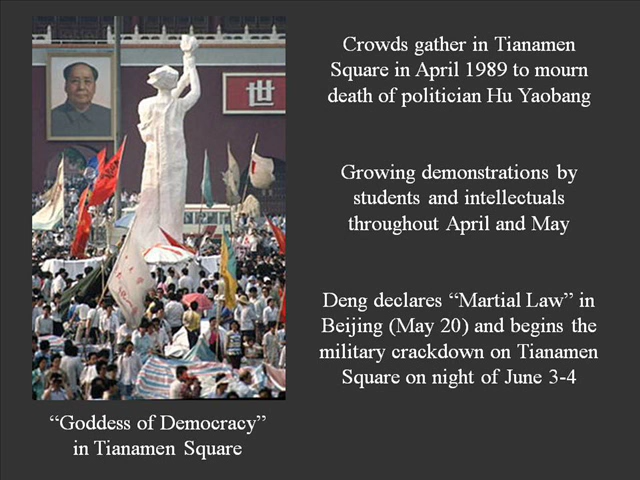 世
Crowds gather in Tianamen
Square in April 1989 to mourn
death of politician Hu Yaobang
Growing demonstrations by
students and intellectuals
throughout April and May
Deng declares “Martial Law” in
Beijing (May 20) and begins the
military crackdown on Tianamen
Square on night of June 3-4
“Goddess of Democracy”
in Tianamen Square